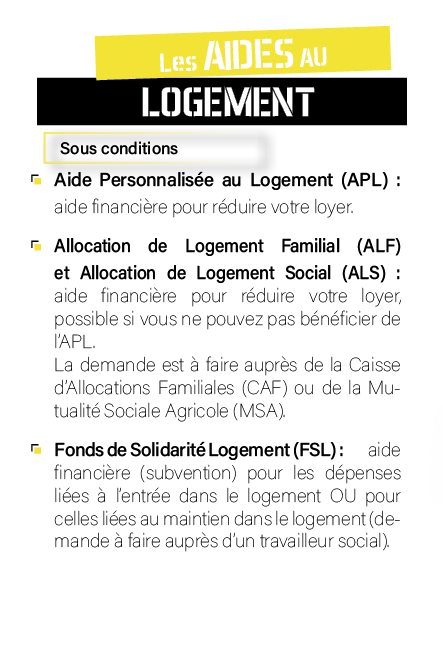 Les AIDES AU
LOGEMENT
Sous conditions
Aide Personnalisée au Logement (APL) :
aide financière pour réduire votre loyer.
Allocation de Logement Familial (ALF)
et Allocation de Logement Social (ALS) :
aide financière pour réduire votre loyer,
possible si vous ne pouvez pas bénéficier de
l’APL.
La demande est à faire auprès de la Caisse
d’Allocations Familiales (CAF) ou de la Mu-
tualité Sociale Agricole (MSA).
Fonds de Solidarité Logement (FSL) : aide
financière (subvention) pour les dépenses
liées à l’entrée dans le logement OU pour
celles liées au maintien dans le logement (de-
mande à faire auprès d’un travailleur social).